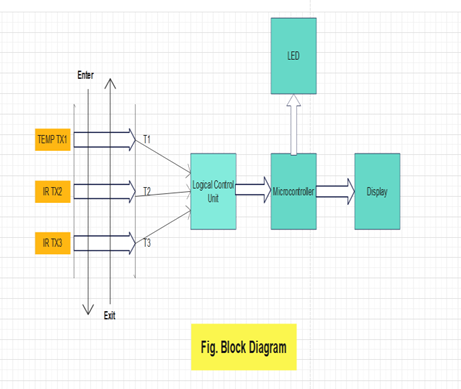 LED
Enter
TEMP TX1
T1
IR TX2
T2
Logical Control
Unit
Microcontroller
Display
IR TX3
T3
Exit
Fig. Block Diagram